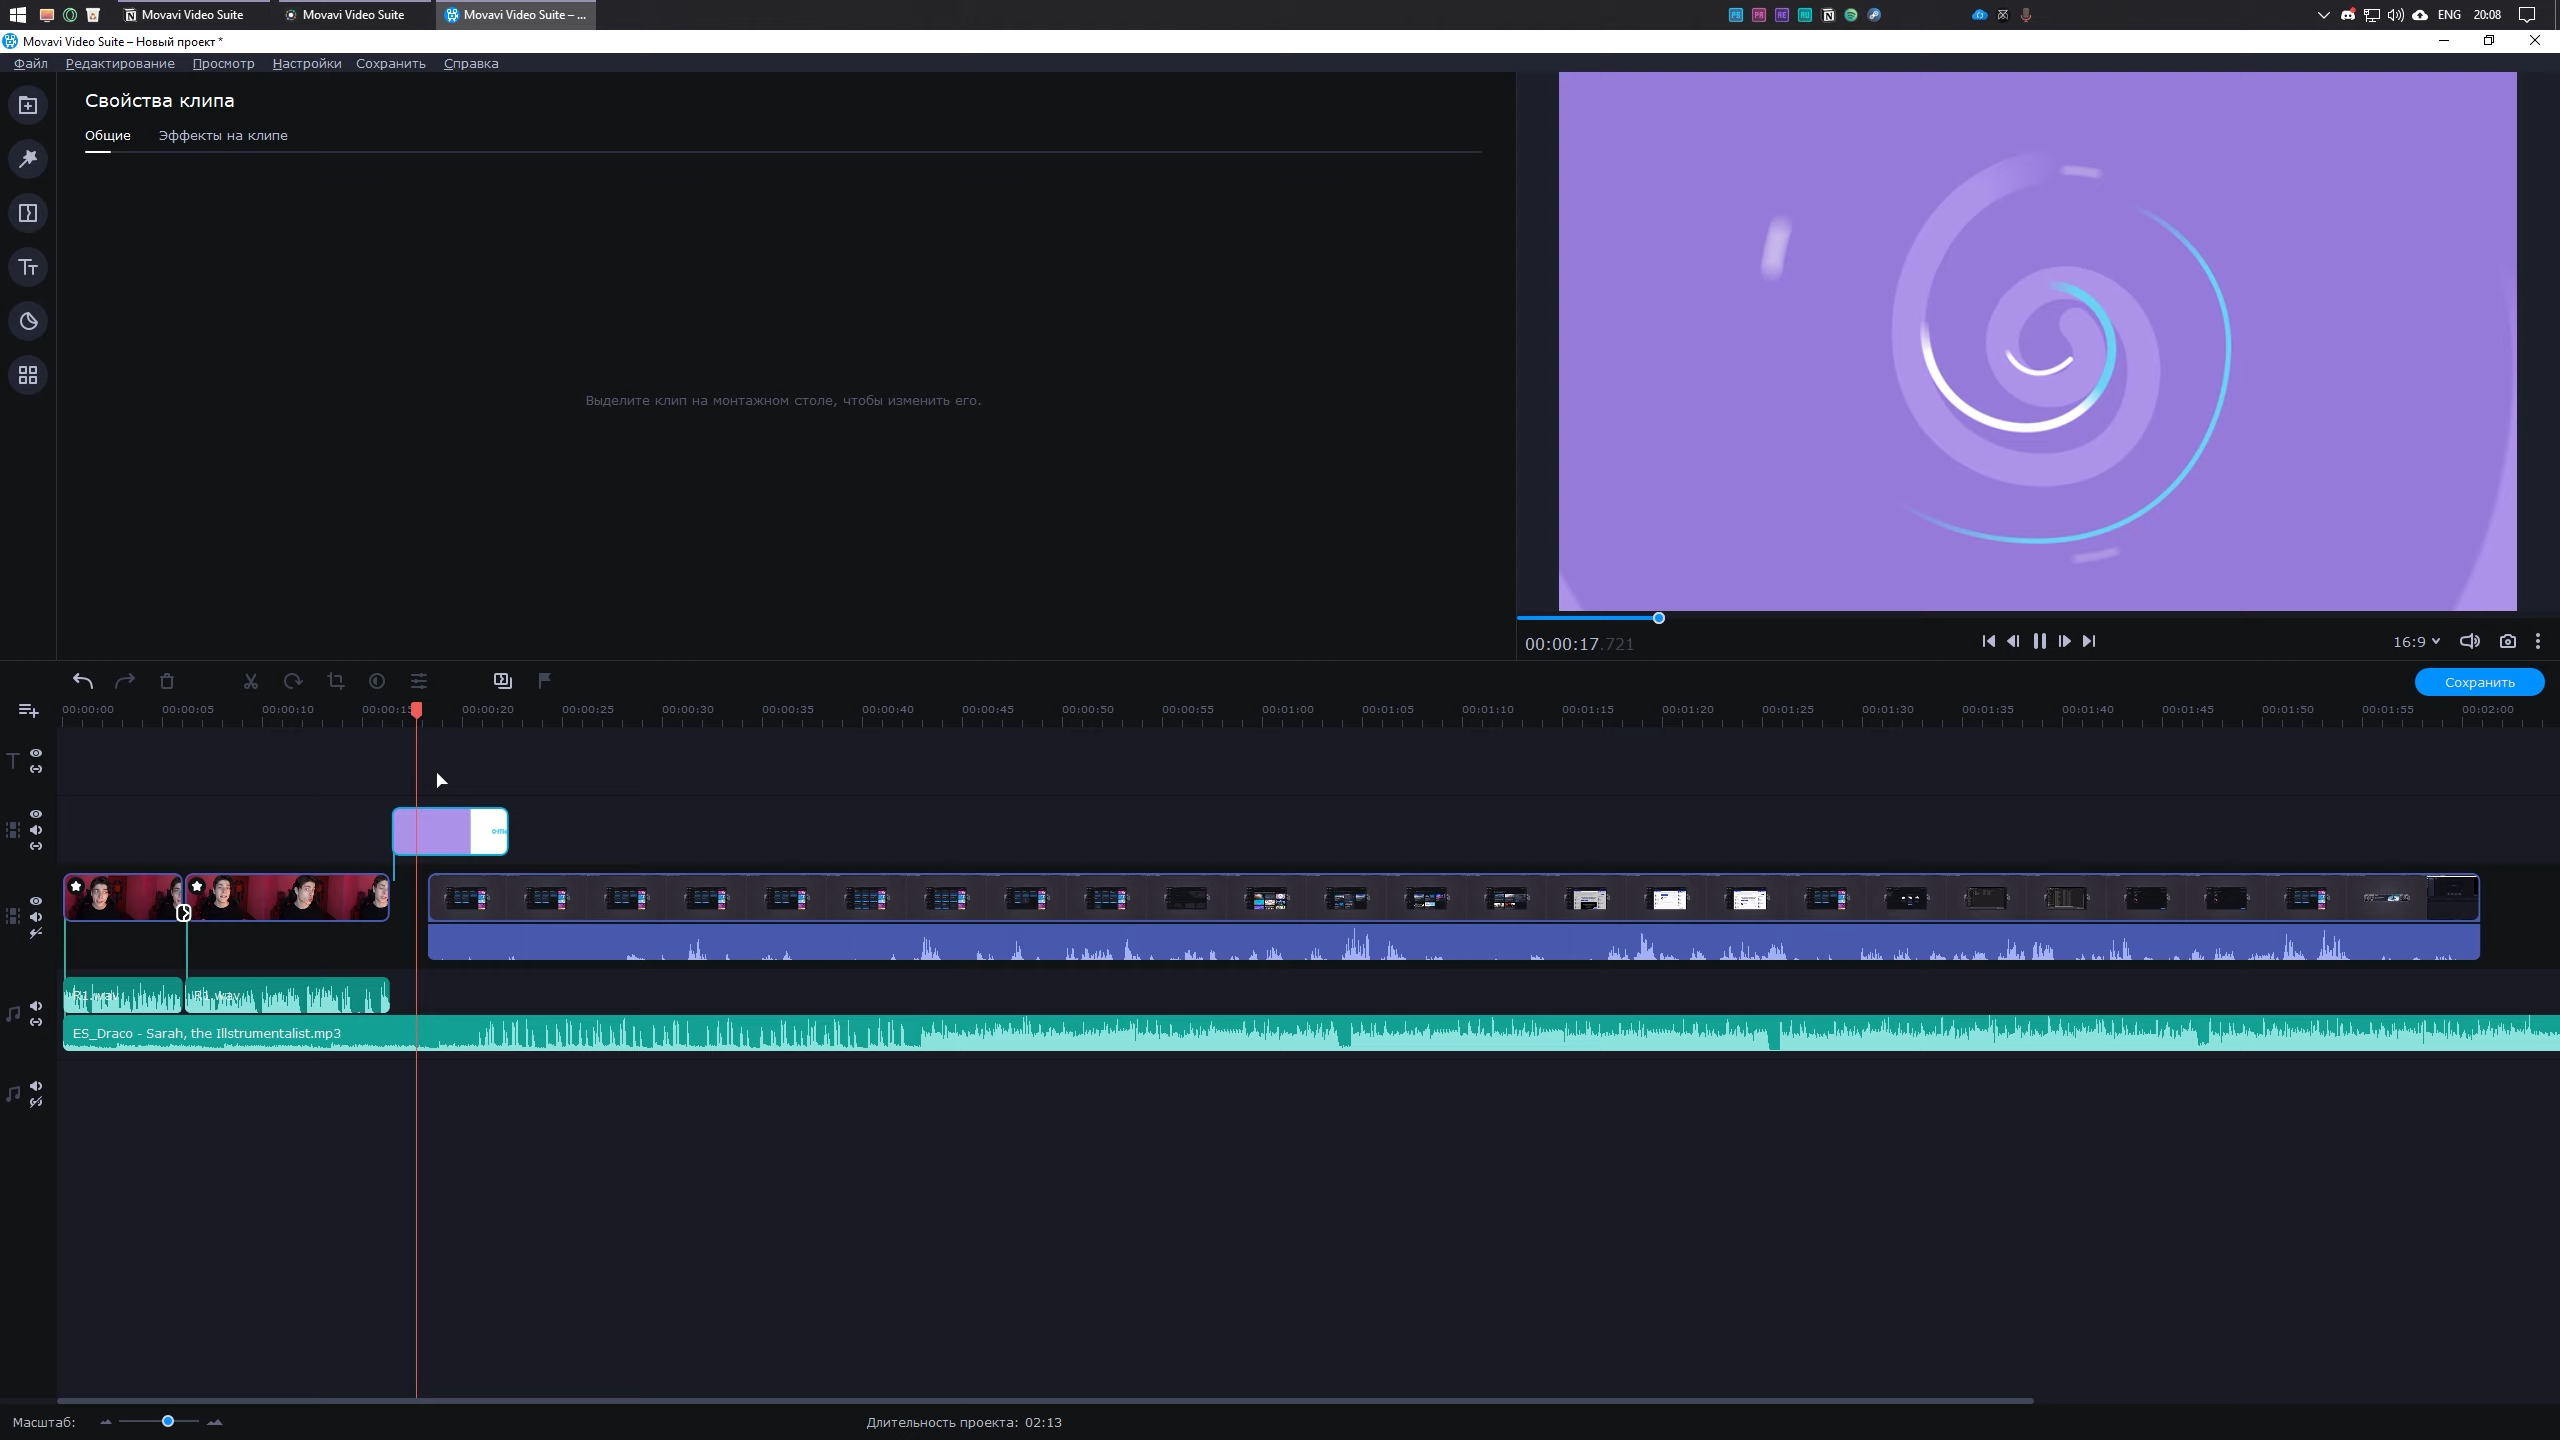 Movavi Video Suite
Movavi Video Suite
Movavi Video Suite – ...
ENG
20:08
Movavi Video Suite – Новый проект *
Файл
Редактирование
Просмотр
Настройки
Сохранить
Справка
Свойства клипа
Общие
Эффекты на клипе
Выделите клип на монтажном столе, чтобы изменить его.
00:00:17.721
16:9
Сохранить
00:00:00
00:00:05
00:00:10
00:00:15
00:00:20
00:00:25
00:00:30
00:00:35
00:00:40
00:00:45
00:00:50
00:00:55
00:01:00
00:01:05
00:01:10
00:01:15
00:01:20
00:01:25
00:01:30
00:01:35
00:01:40
00:01:45
00:01:50
00:01:55
00:02:00
R1.wav
R1.wav
ES_Draco - Sarah, the Illstrumentalist.mp3
Масштаб:
Длительность проекта: 02:13